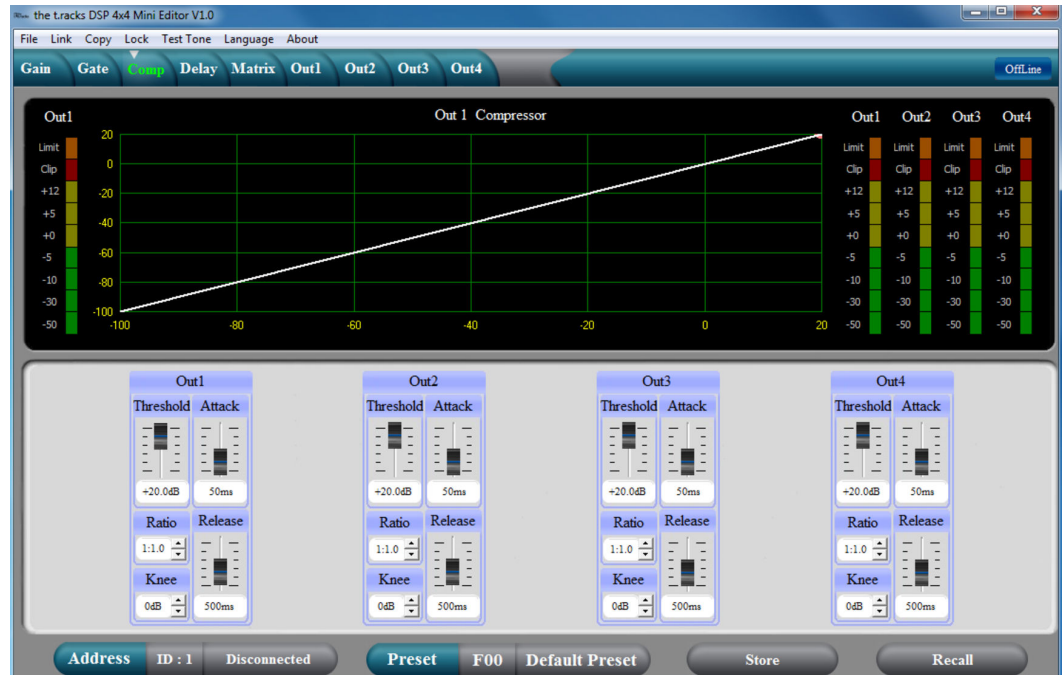 the t.racks DSP 4x4 Mini Editor V1.0
File Link Copy Lock Test Tone Language About
Gain Gate Comp Delay Matrix Out1 Out2 Out3 Out4 OffLine
Out1 Out 1 Compressor Out1 Out2 Out3 Out4
20
Limit Limit Limit Limit Limit
0
Clip Clip Clip Clip Clip
+12 -20 +12 +12 +12 +12
+5 -40 +5 +5 +5 +5
+0 +0 +0 +0 +0
-5 -60 -5 -5 -5 -5
-10 -80 -10 -10 -10 -10
-30 -30 -30 -30 -30
-100
-50 -100 -80 -60 -40 -20 0 20 -50 -50 -50 -50
Out1 Out2 Out3 Out4
Threshold Attack Threshold Attack Threshold Attack Threshold Attack
+20.0dB 50ms +20.0dB 50ms +20.0dB 50ms +20.0dB 50ms
Ratio Release Ratio Release Ratio Release Ratio Release
1:1.0 1:1.0 1:1.0 1:1.0
Knee Knee Knee Knee
0dB 500ms 0dB 500ms 0dB 500ms 0dB 500ms
Address ID : 1 Disconnected Preset F00 Default Preset Store Recall